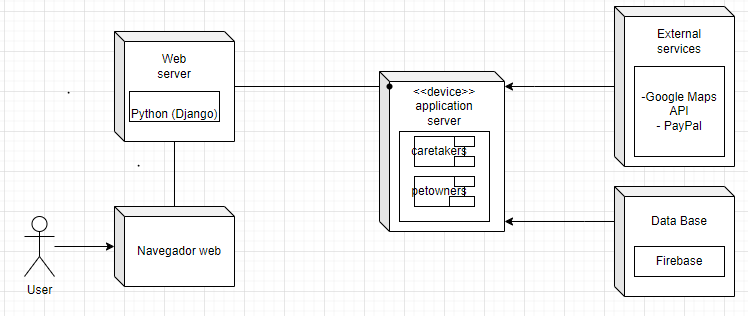 Web
server
Python (Django)
Navegador web
User
<<device>>
application
server
caretakers
petowners
External
services
-Google Maps
API
- PayPal
Data Base
Firebase